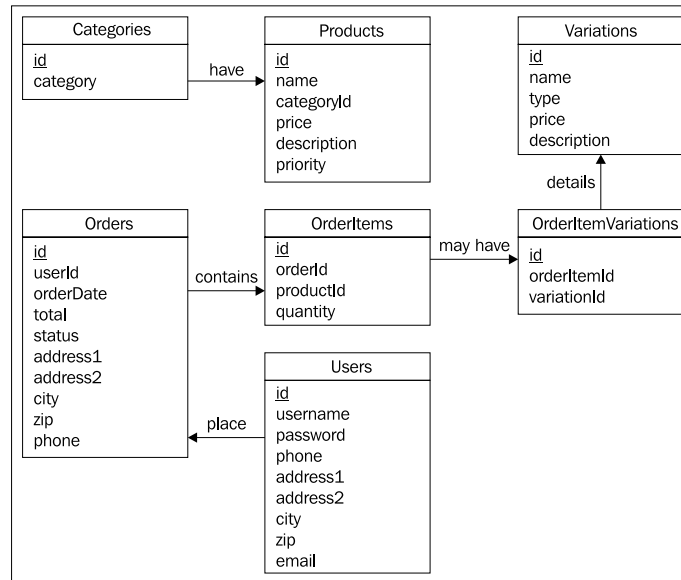 Categories
id
category
have
Products
id
name
categoryId
price
description
priority
Variations
id
name
type
price
description
details
Orders
id
userId
orderDate
total
status
address1
address2
city
zip
phone
contains
OrderItems
id
orderId
productId
quantity
may have
OrderItemVariations
id
orderItemId
variationId
place
Users
id
username
password
phone
address1
address2
city
zip
email